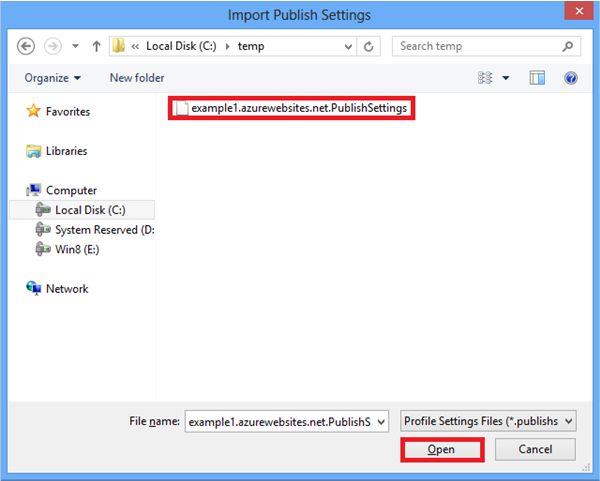 Import Publish Settings
« Local Disk (C:) temp Search temp
Organize New folder
Favorites
Libraries
Computer
Local Disk (C:)
System Reserved (D:
Win8 (E:)
Network
example1.azurewebsites.net.PublishSettings
File name: example1.azurewebsites.net.PublishS Profile Settings Files (*.publishs
Open Cancel